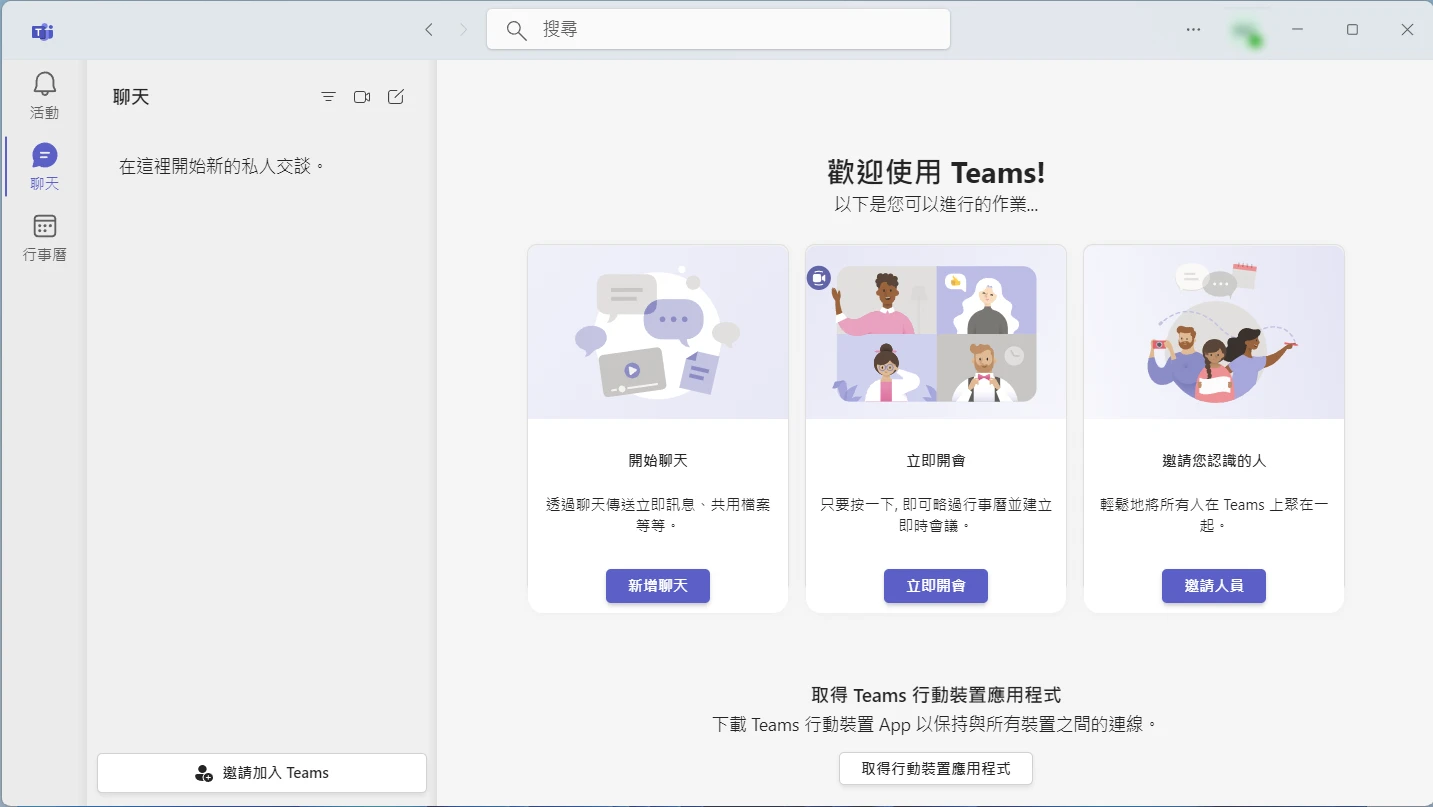 搜尋
活動
聊天
行事曆
聊天
在這裡開始新的私人交談。
邀請加入 Teams
歡迎使用 Teams!
以下是您可以進行的作業...
開始聊天
透過聊天傳送立即訊息、共用檔案
等等。
新增聊天
立即開會
只要按一下, 即可略過行事曆並建立
即時會議。
立即開會
邀請您認識的人
輕鬆地將所有人在 Teams 上聚在一
起。
邀請人員
取得 Teams 行動裝置應用程式
下載 Teams 行動裝置 App 以保持與所有裝置之間的連線。
取得行動裝置應用程式